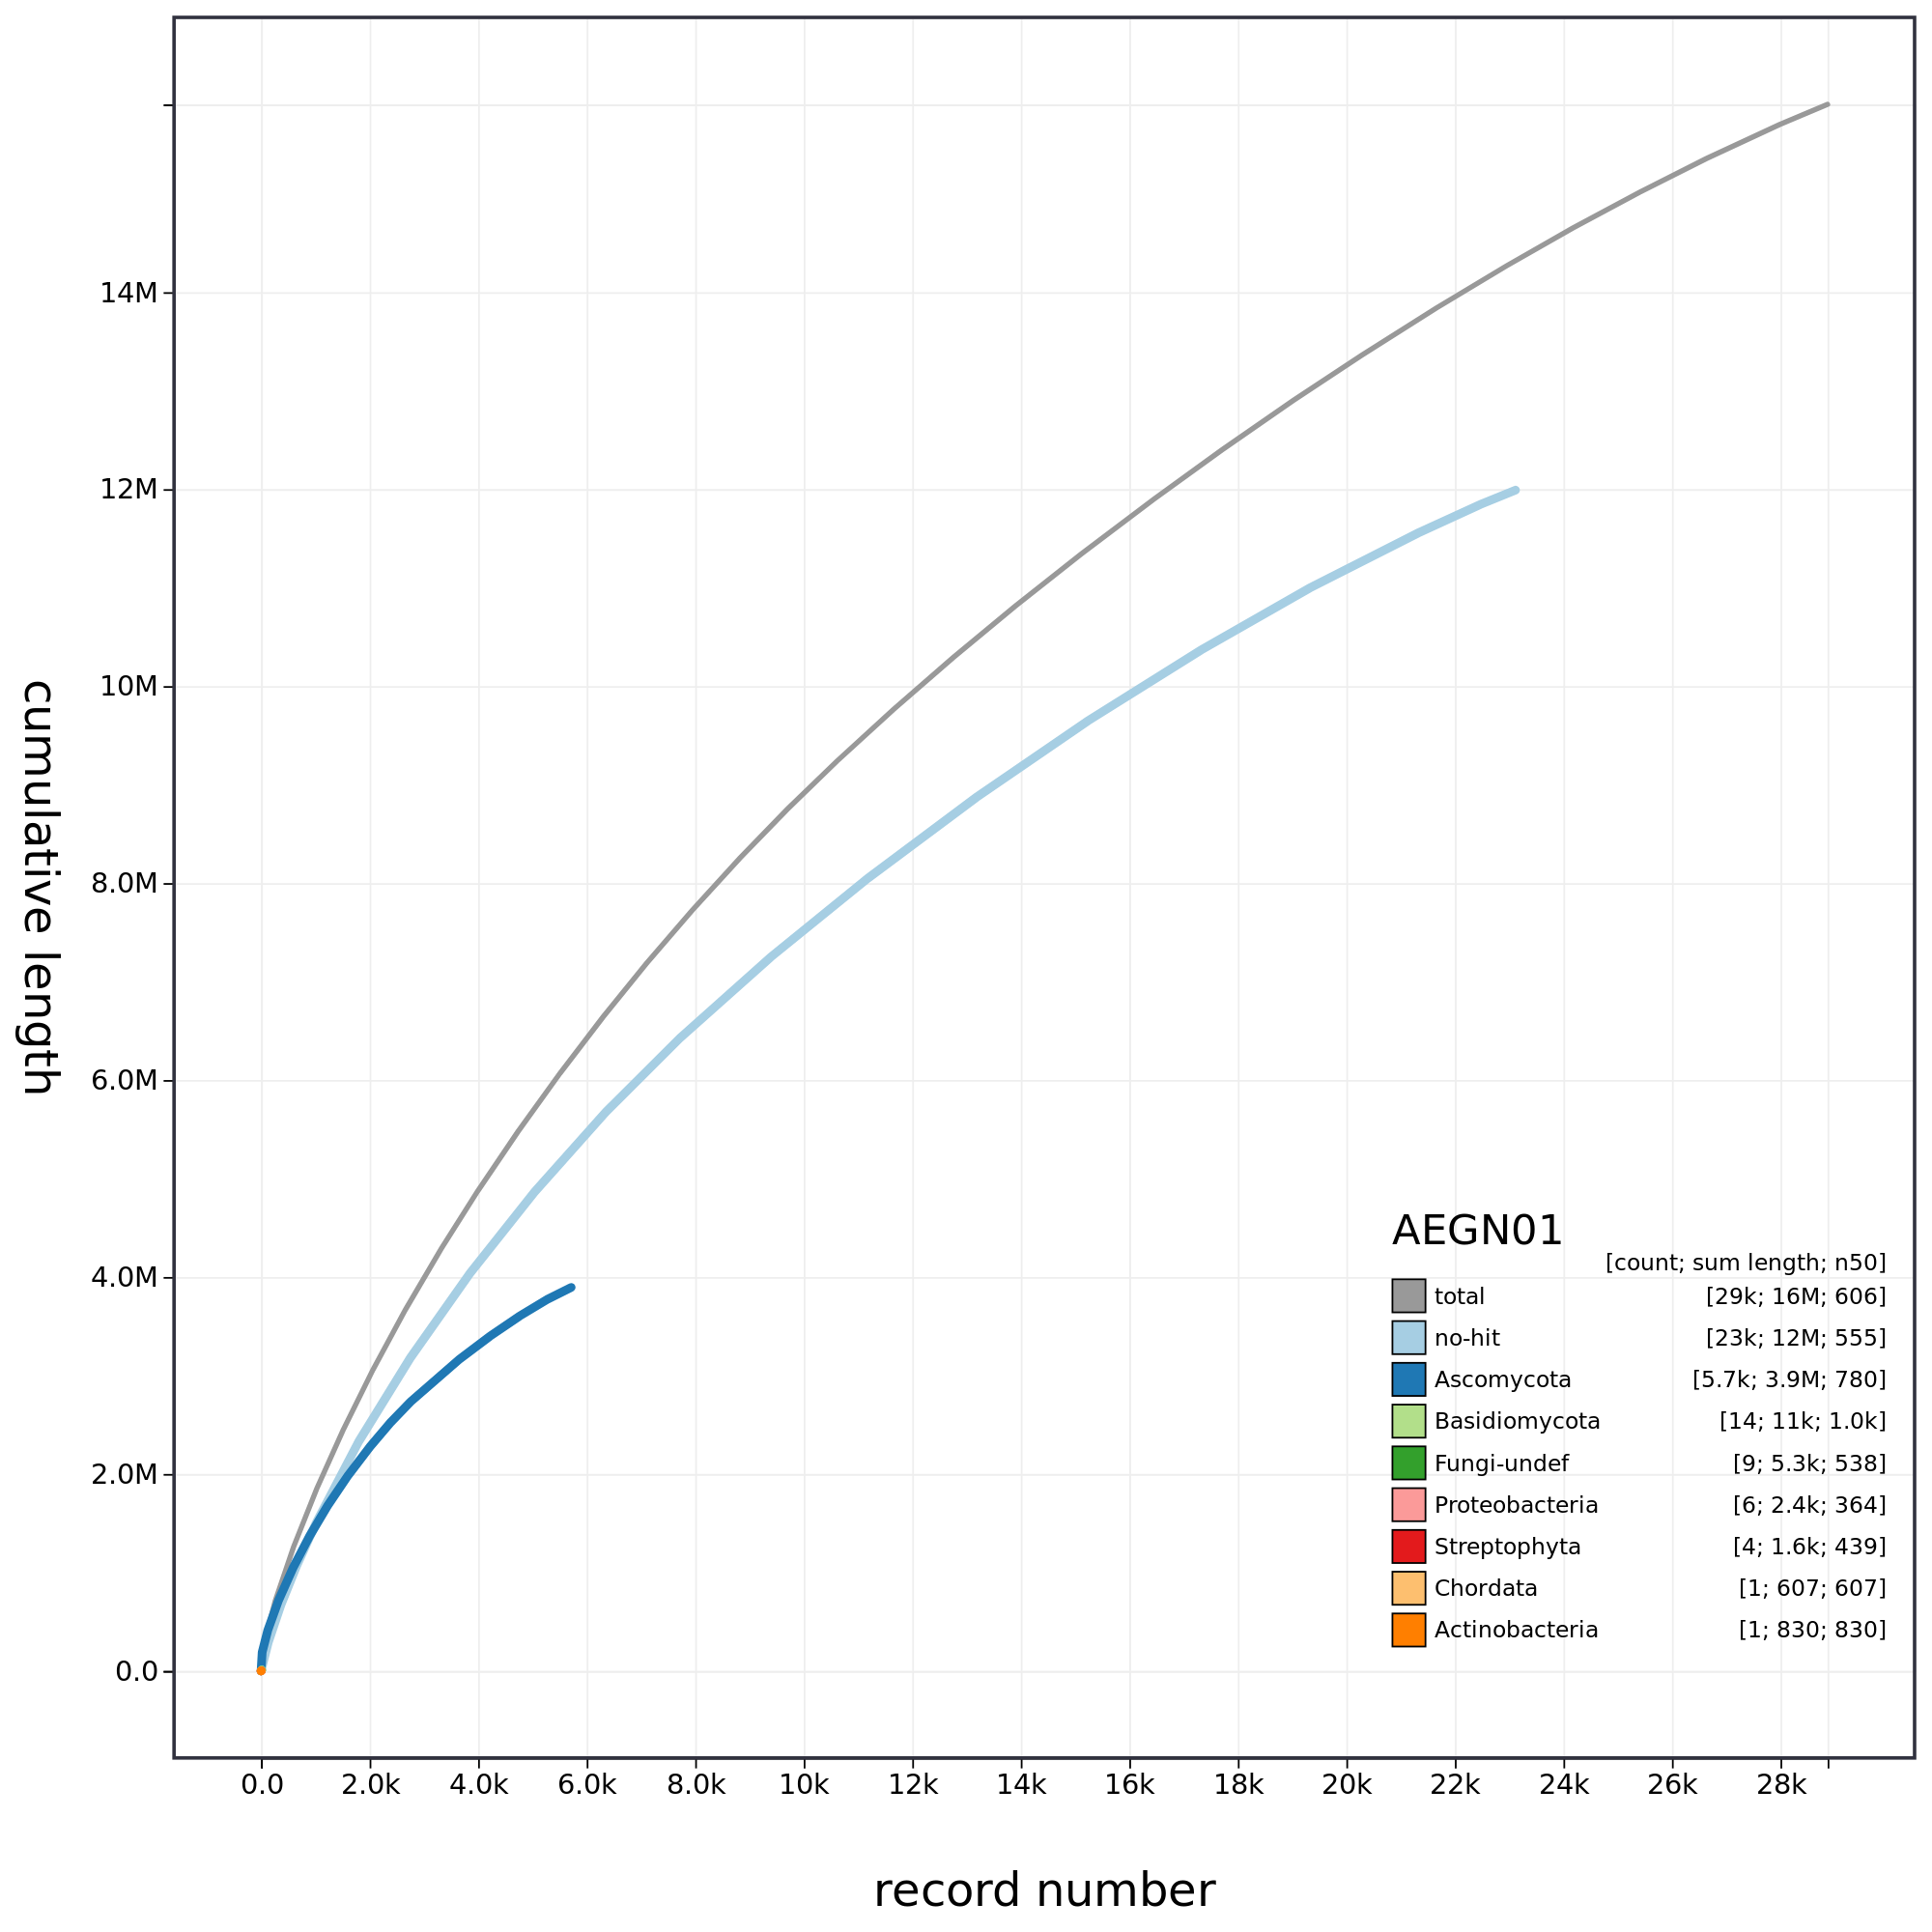 cumulative length
14M
12M
10M
8.0M
6.0M
4.0M
2.0M
0.0
AEGN01
[count; sum length; n50]
total [29k; 16M; 606]
no-hit [23k; 12M; 555]
Ascomycota [5.7k; 3.9M; 780]
Basidiomycota [14; 11k; 1.0k]
Fungi-undef [9; 5.3k; 538]
Proteobacteria [6; 2.4k; 364]
Streptophyta [4; 1.6k; 439]
Chordata [1; 607; 607]
Actinobacteria [1; 830; 830]
0.0 2.0k 4.0k 6.0k 8.0k 10k 12k 14k 16k 18k 20k 22k 24k 26k 28k
record number